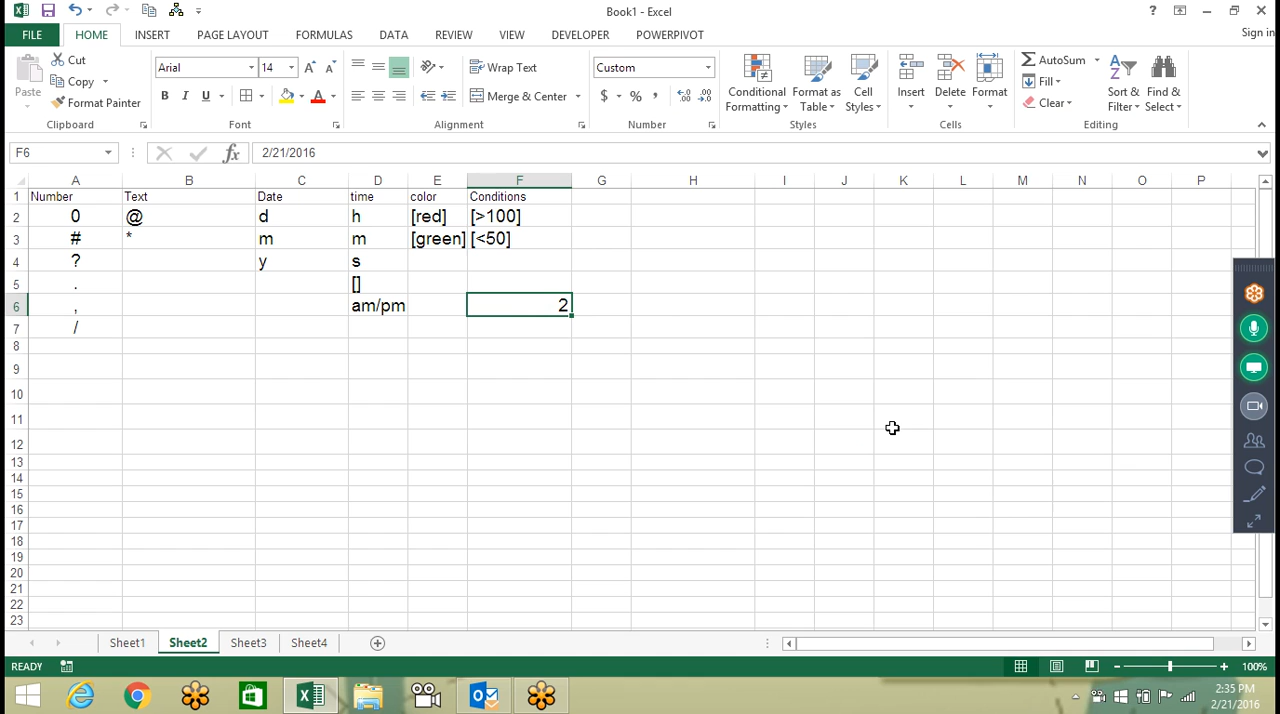 Book1 - Excel
?
FILE HOME INSERT PAGE LAYOUT FORMULAS DATA REVIEW VIEW DEVELOPER POWERPIVOT Sign in
Paste Cut Copy Format Painter Clipboard
Arial 14 A A B I U A Font
Wrap Text Merge & Center Alignment
Custom $ % , Number
Conditional Formatting Format as Table Cell Styles Styles
Insert Delete Format Cells
AutoSum Fill Clear Sort & Filter Find & Select Editing
F6 fx 2/21/2016
A B C D E F G H I J K L M N O P
1 Number Text Date time color Conditions
2 0 @ d h [red] [>100]
3 # * m m [green] [<50]
4 ? y s
5 . []
6 , am/pm 2
7 /
8
9
10
11
12
13
14
15
16
17
18
19
20
21
22
23
Sheet1 Sheet2 Sheet3 Sheet4
READY 100%
2:35 PM
2/21/2016